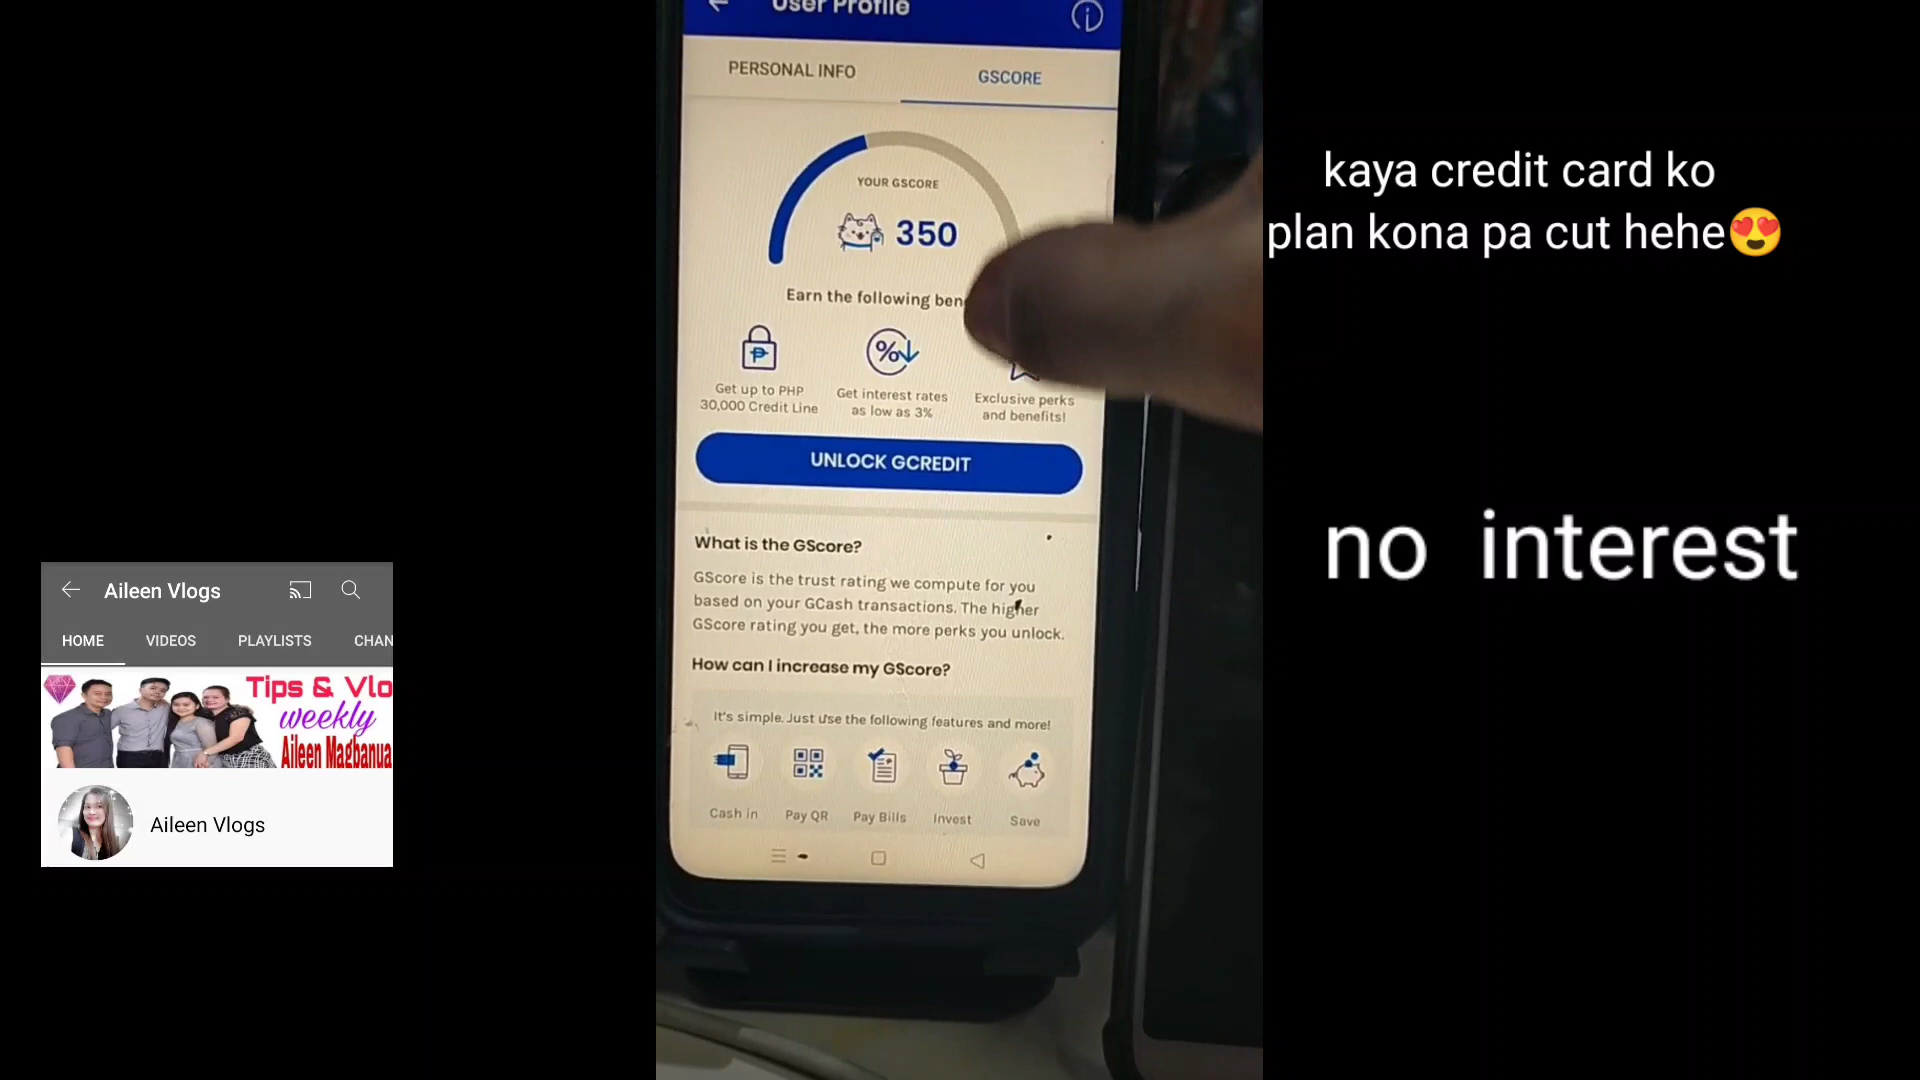 User Profile
PERSONAL INFO
GSCORE
YOUR GSCORE
350
Earn the following ben
Get up to PHP
30,000 Credit Line
Get interest rates
as low as 3%
Exclusive perks
and benefits!
UNLOCK GCREDIT
What is the GScore?
GScore is the trust rating we compute for you
based on your GCash transactions. The higher
GScore rating you get, the more perks you unlock.
How can I increase my GScore?
It's simple. Just use the following features and more!
Cash in
Pay QR
Pay Bills
Invest
Save
kaya credit card ko
plan kona pa cut hehe😍
no interest
Aileen Vlogs
HOME
VIDEOS
PLAYLISTS
CHAN
Tips & Vlo
weekly
Aileen Magbanua
Aileen Vlogs